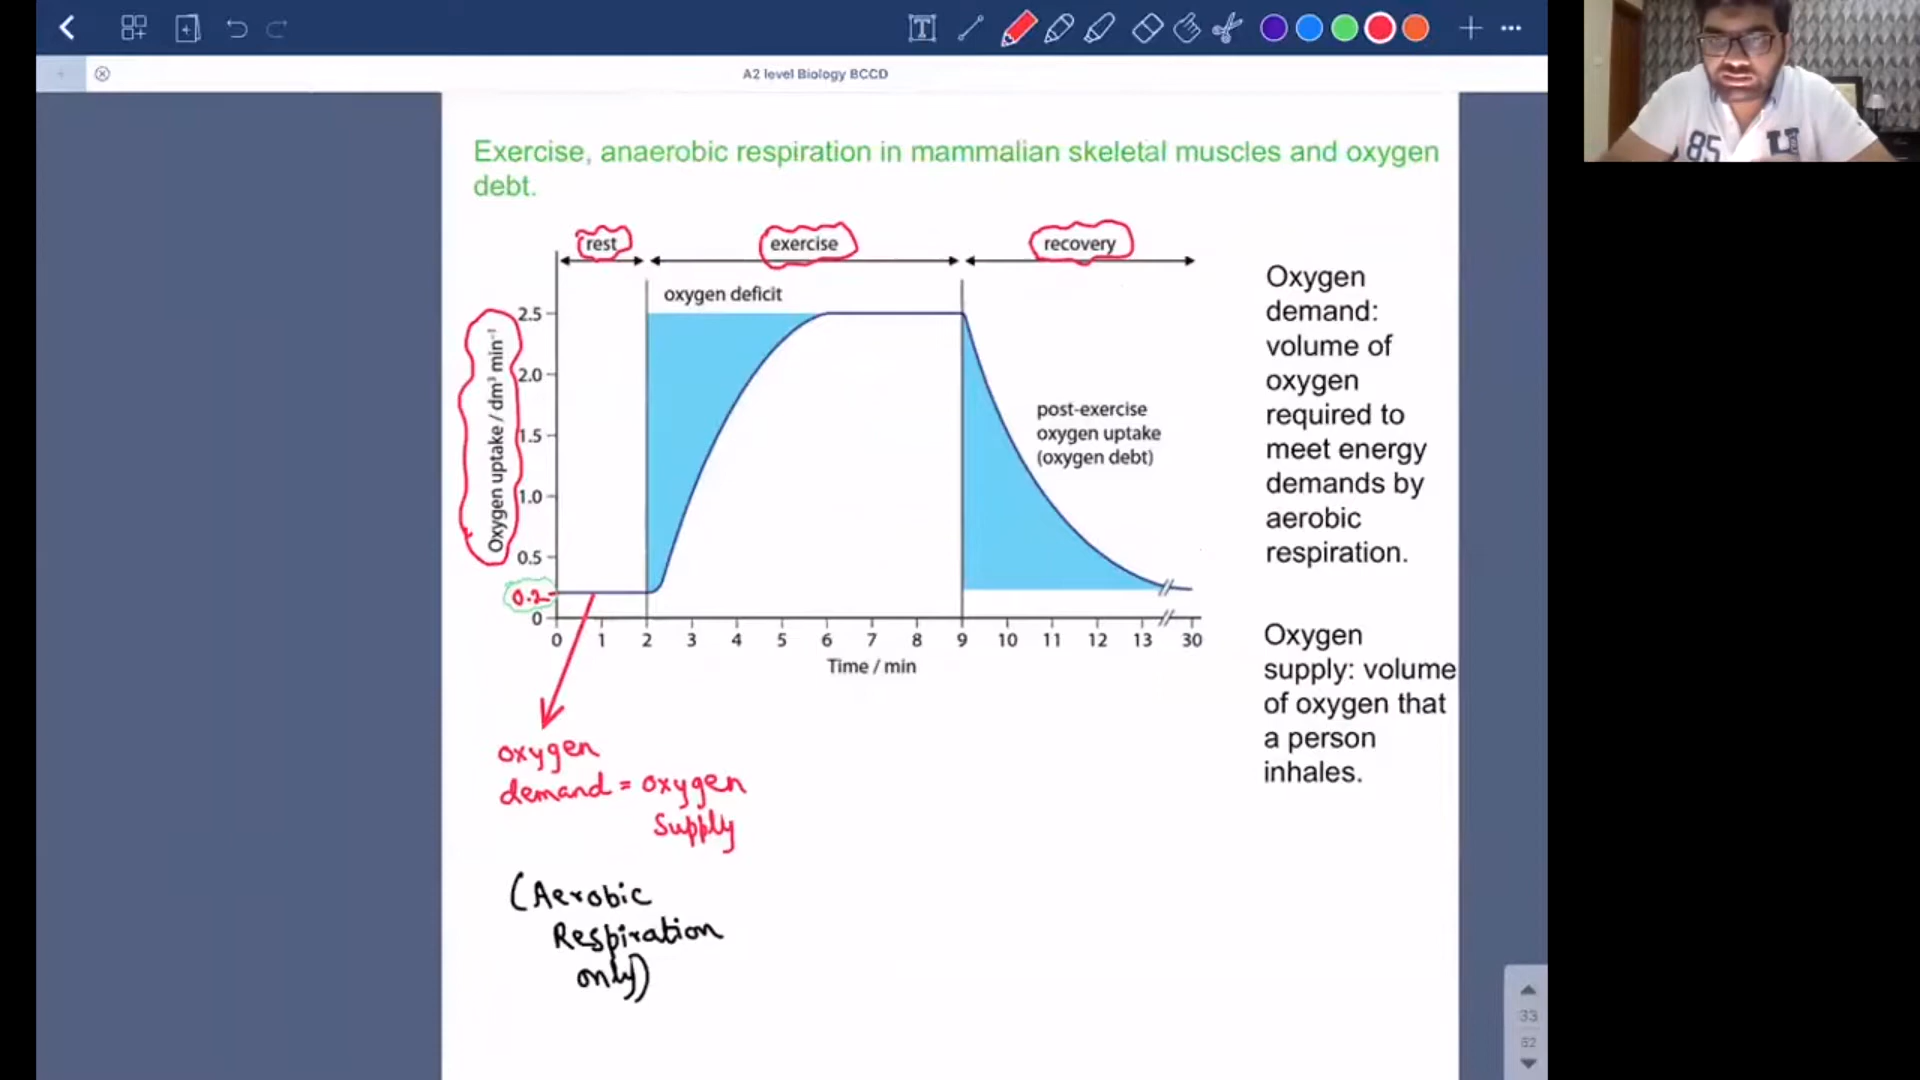 A2 level Biology BCCD
Exercise, anaerobic respiration in mammalian skeletal muscles and oxygen
debt.
rest
exercise
recovery
oxygen deficit
Oxygen uptake / dm³ min⁻¹
2.5
2.0
1.5
1.0
0.5
0.2
0
post-exercise
oxygen uptake
(oxygen debt)
0 1 2 3 4 5 6 7 8 9 10 11 12 13 30
Time / min
Oxygen
demand:
volume of
oxygen
required to
meet energy
demands by
aerobic
respiration.
Oxygen
supply: volume
of oxygen that
a person
inhales.
oxygen
demand = oxygen
supply
(Aerobic
Respiration
only)
33
62
85
U
T